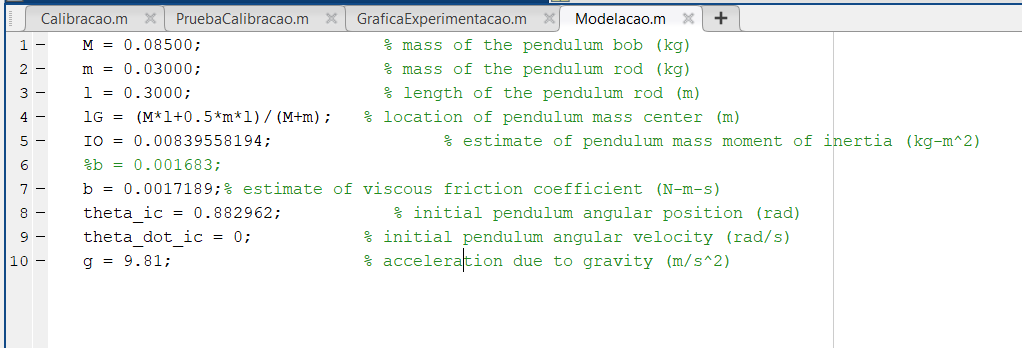 Calibracao.m PruebaCalibracao.m GraficaExperimentacao.m Modelacao.m +
1 – M = 0.08500; % mass of the pendulum bob (kg)
2 – m = 0.03000; % mass of the pendulum rod (kg)
3 – l = 0.3000; % length of the pendulum rod (m)
4 – lG = (M*l+0.5*m*l)/(M+m); % location of pendulum mass center (m)
5 – IO = 0.00839558194; % estimate of pendulum mass moment of inertia (kg-m^2)
6 %b = 0.001683;
7 – b = 0.0017189;% estimate of viscous friction coefficient (N-m-s)
8 – theta_ic = 0.882962; % initial pendulum angular position (rad)
9 – theta_dot_ic = 0; % initial pendulum angular velocity (rad/s)
10 – g = 9.81; % acceleration due to gravity (m/s^2)